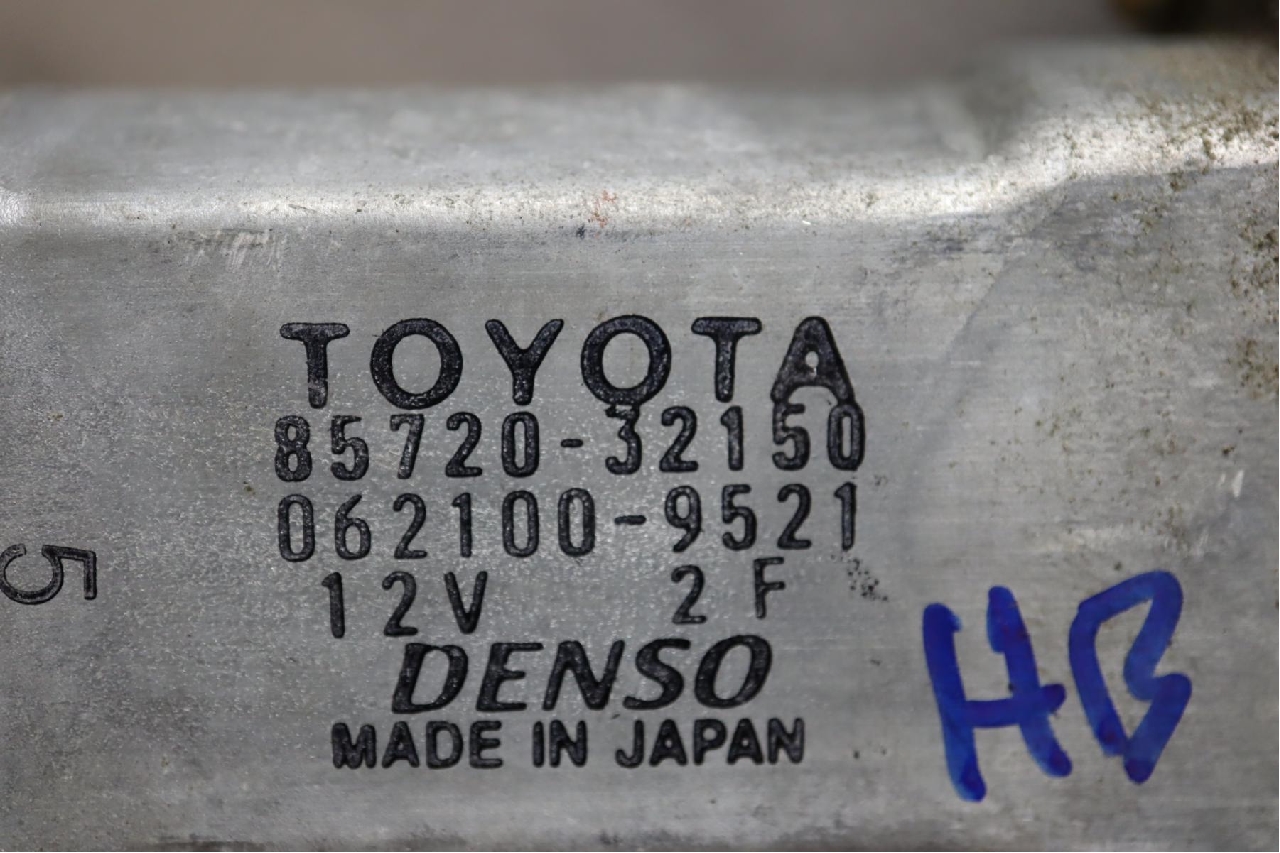 TOYOTA
85720-32150
062100-9521
12V 2F
DENSO
MADE IN JAPAN
5
HB